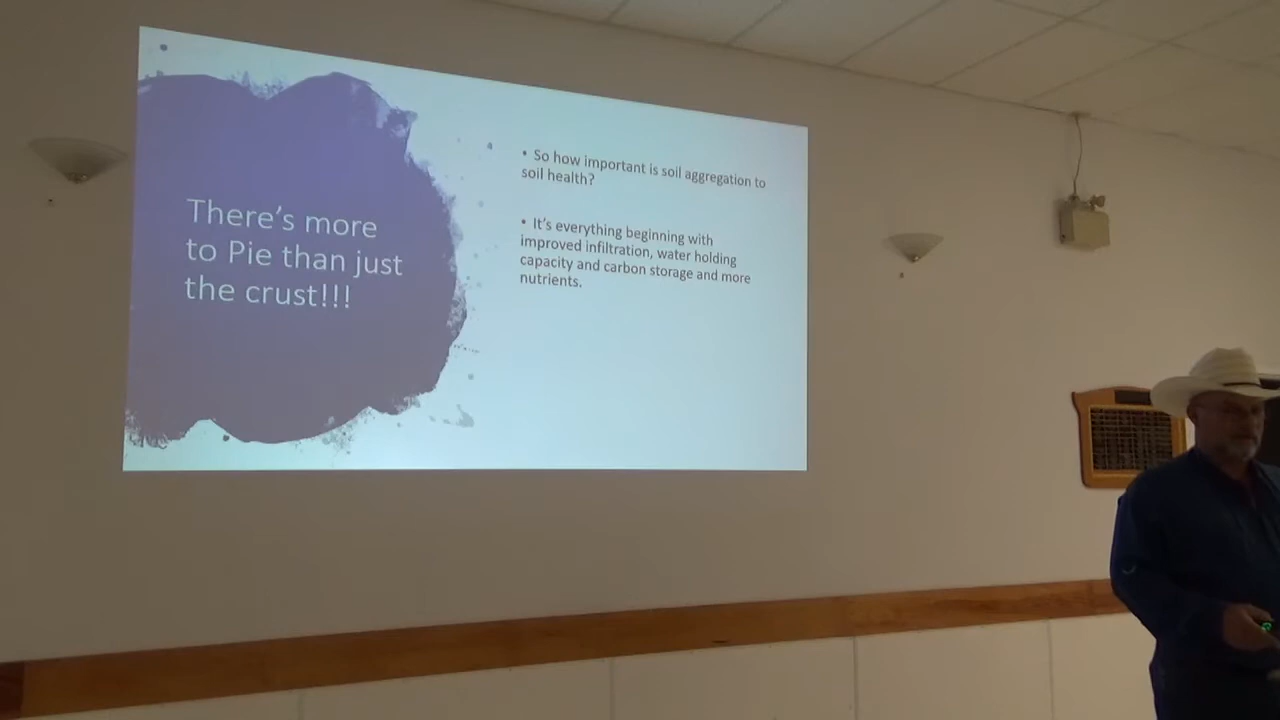 There's more
to Pie than just
the crust!!!
• So how important is soil aggregation to
soil health?
• It's everything beginning with
improved infiltration, water holding
capacity and carbon storage and more
nutrients.